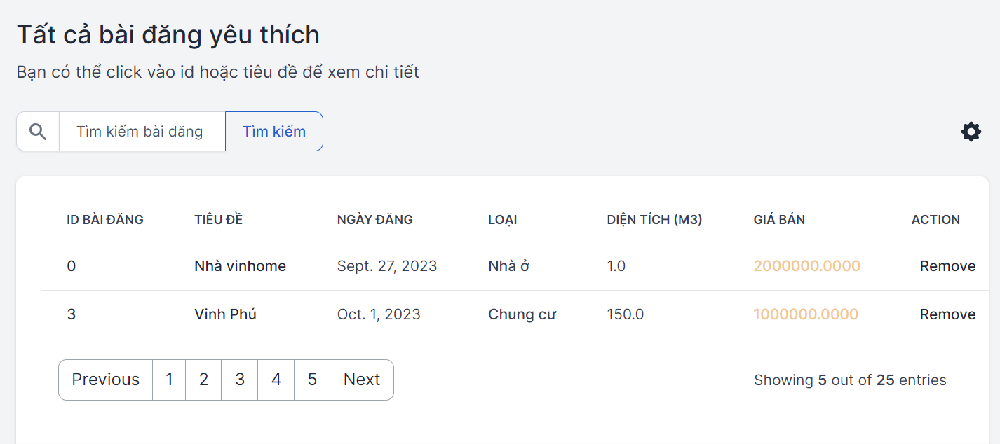 Tất cả bài đăng yêu thích
Bạn có thể click vào id hoặc tiêu đề để xem chi tiết
Tìm kiếm bài đăng Tìm kiếm
ID BÀI ĐĂNG TIÊU ĐỀ NGÀY ĐĂNG LOẠI DIỆN TÍCH (M3) GIÁ BÁN ACTION
0 Nhà vinhome Sept. 27, 2023 Nhà ở 1.0 2000000.0000 Remove
3 Vinh Phú Oct. 1, 2023 Chung cư 150.0 1000000.0000 Remove
Previous 1 2 3 4 5 Next Showing 5 out of 25 entries